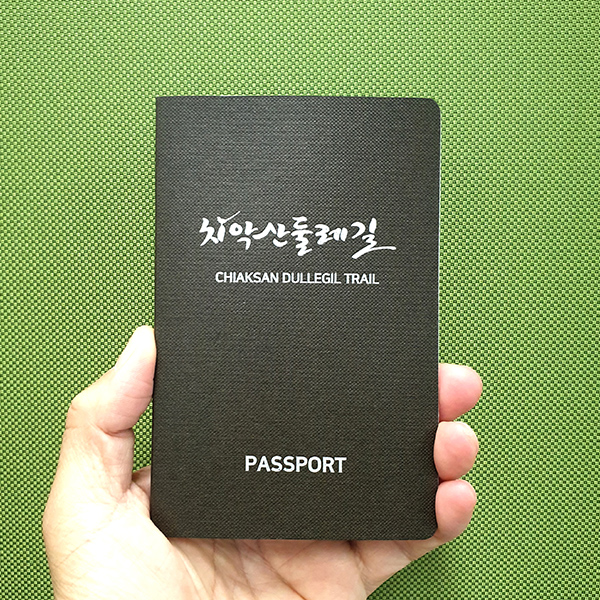 치악산둘레길
CHIAKSAN DULLEGIL TRAIL
PASSPORT